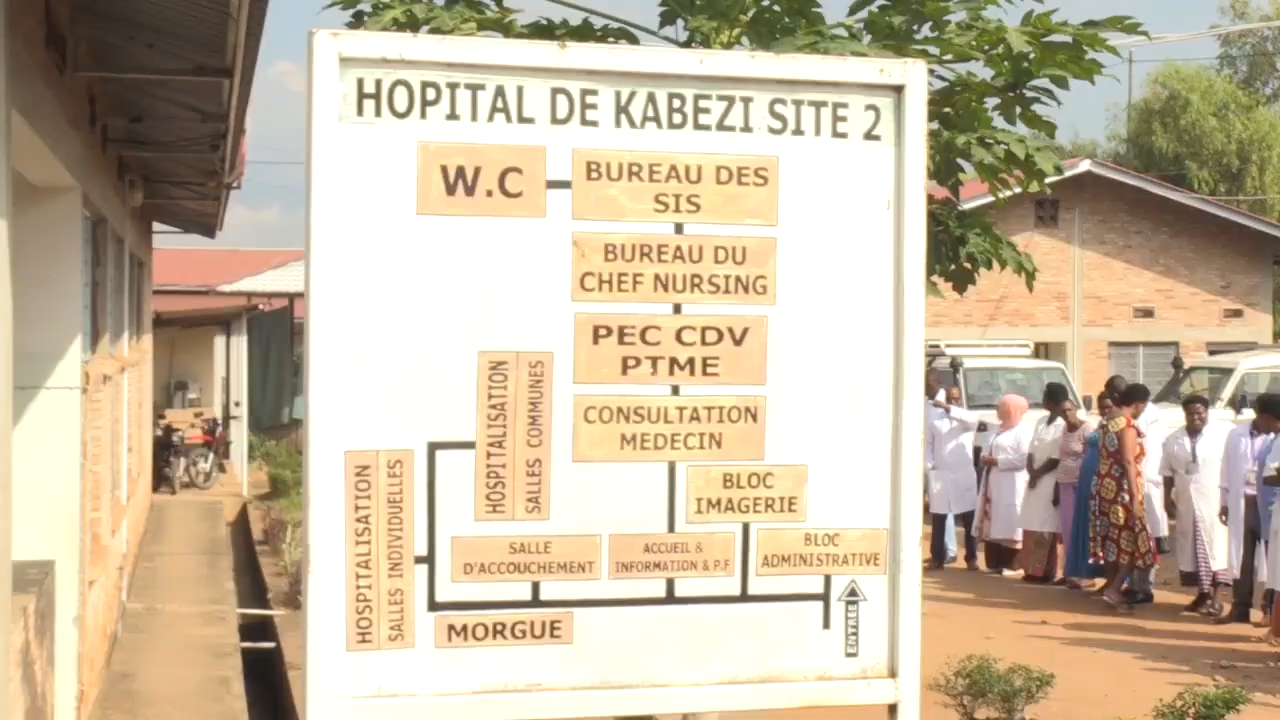 HOPITAL DE KABEZI SITE 2
W.C
BUREAU DES
SIS
BUREAU DU
CHEF NURSING
PEC CDV
PTME
HOSPITALISATION
SALLES COMMUNES
CONSULTATION
MEDECIN
HOSPITALISATION
SALLES INDIVIDUELLES
BLOC
IMAGERIE
SALLE
D'ACCOUCHEMENT
ACCUEIL &
INFORMATION & P.F
BLOC
ADMINISTRATIVE
MORGUE
ENTREE